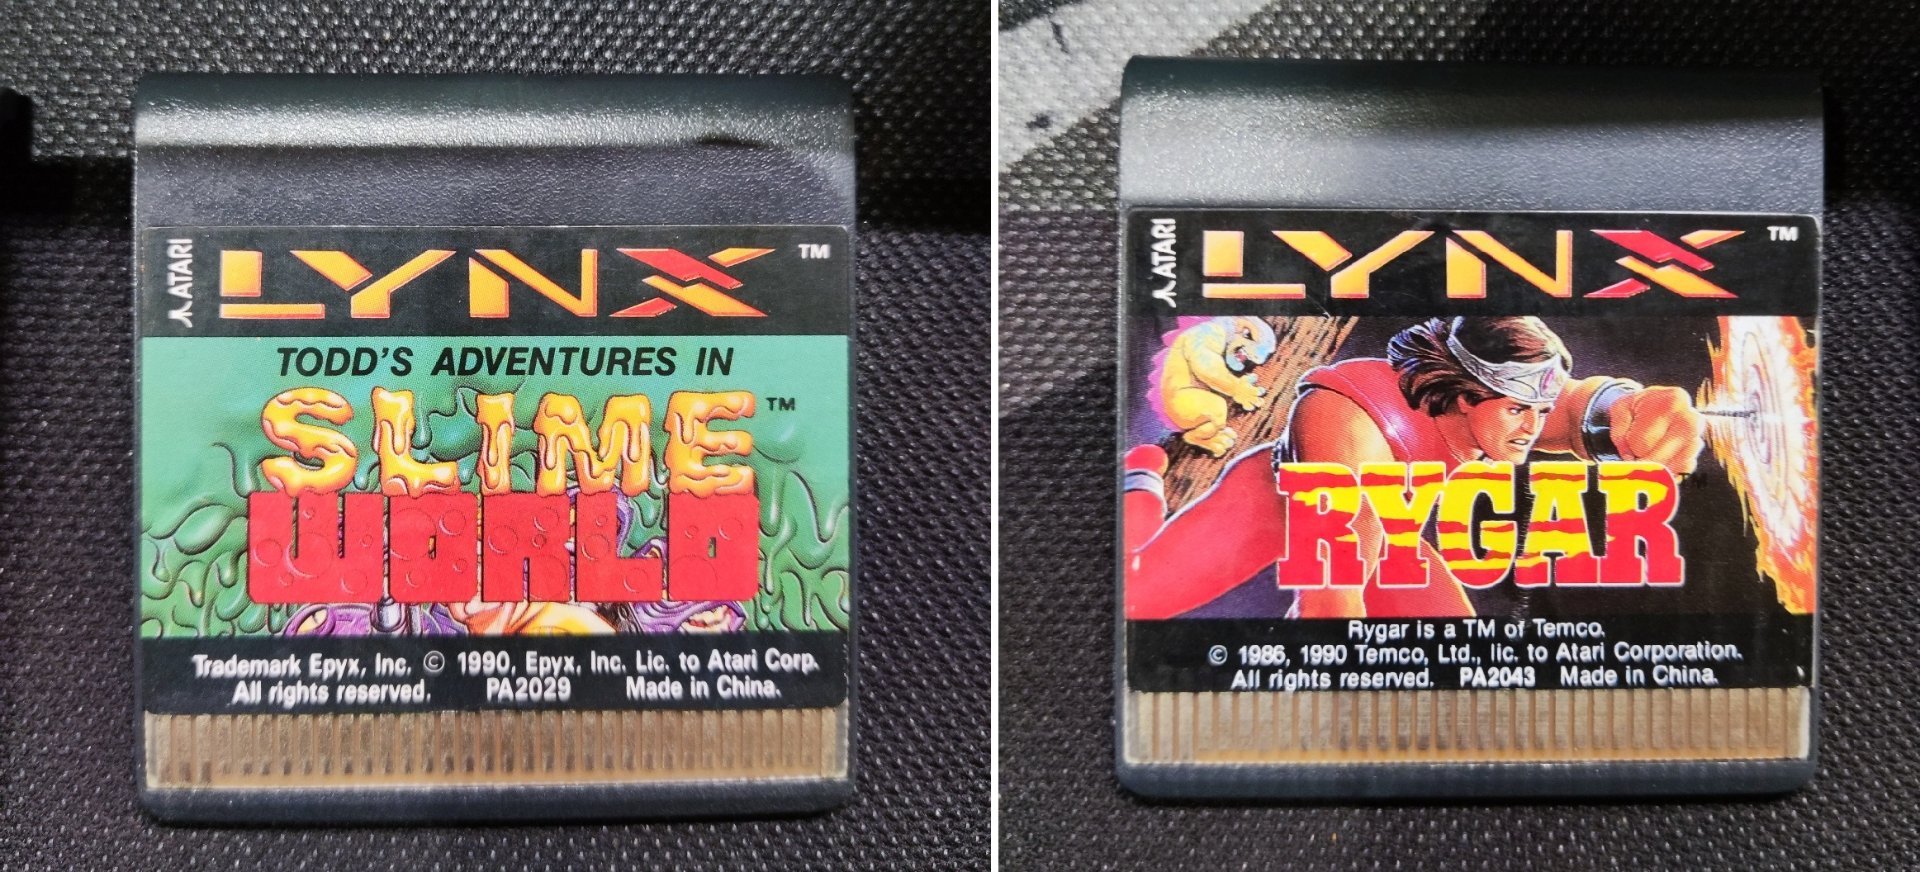 ATARI
LYNX TM
TODD'S ADVENTURES IN
SLIME TM
WORLD
Trademark Epyx, Inc. © 1990, Epyx, Inc. Lic. to Atari Corp.
All rights reserved. PA2029 Made in China.
ATARI
LYNX TM
RYGAR
Rygar is a TM of Temco.
© 1986, 1990 Temco, Ltd., lic. to Atari Corporation.
All rights reserved. PA2043 Made in China.